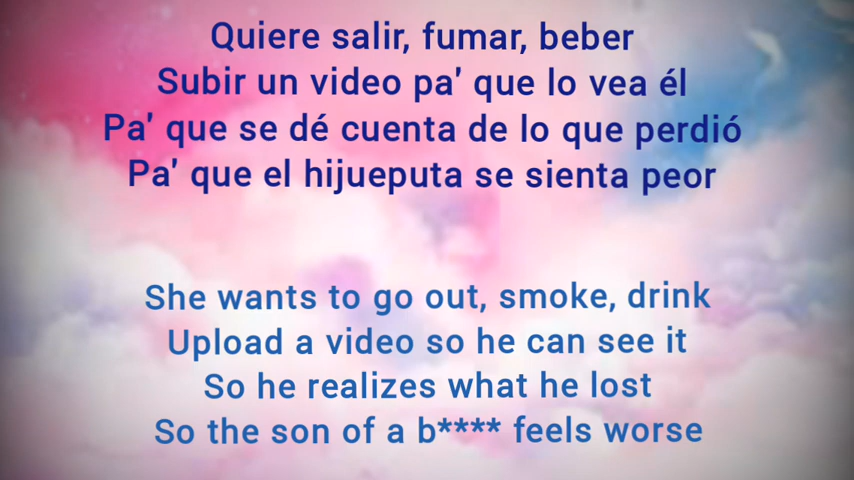 Quiere salir, fumar, beber
Subir un video pa' que lo vea él
Pa' que se dé cuenta de lo que perdió
Pa' que el hijueputa se sienta peor
She wants to go out, smoke, drink
Upload a video so he can see it
So he realizes what he lost
So the son of a b**** feels worse